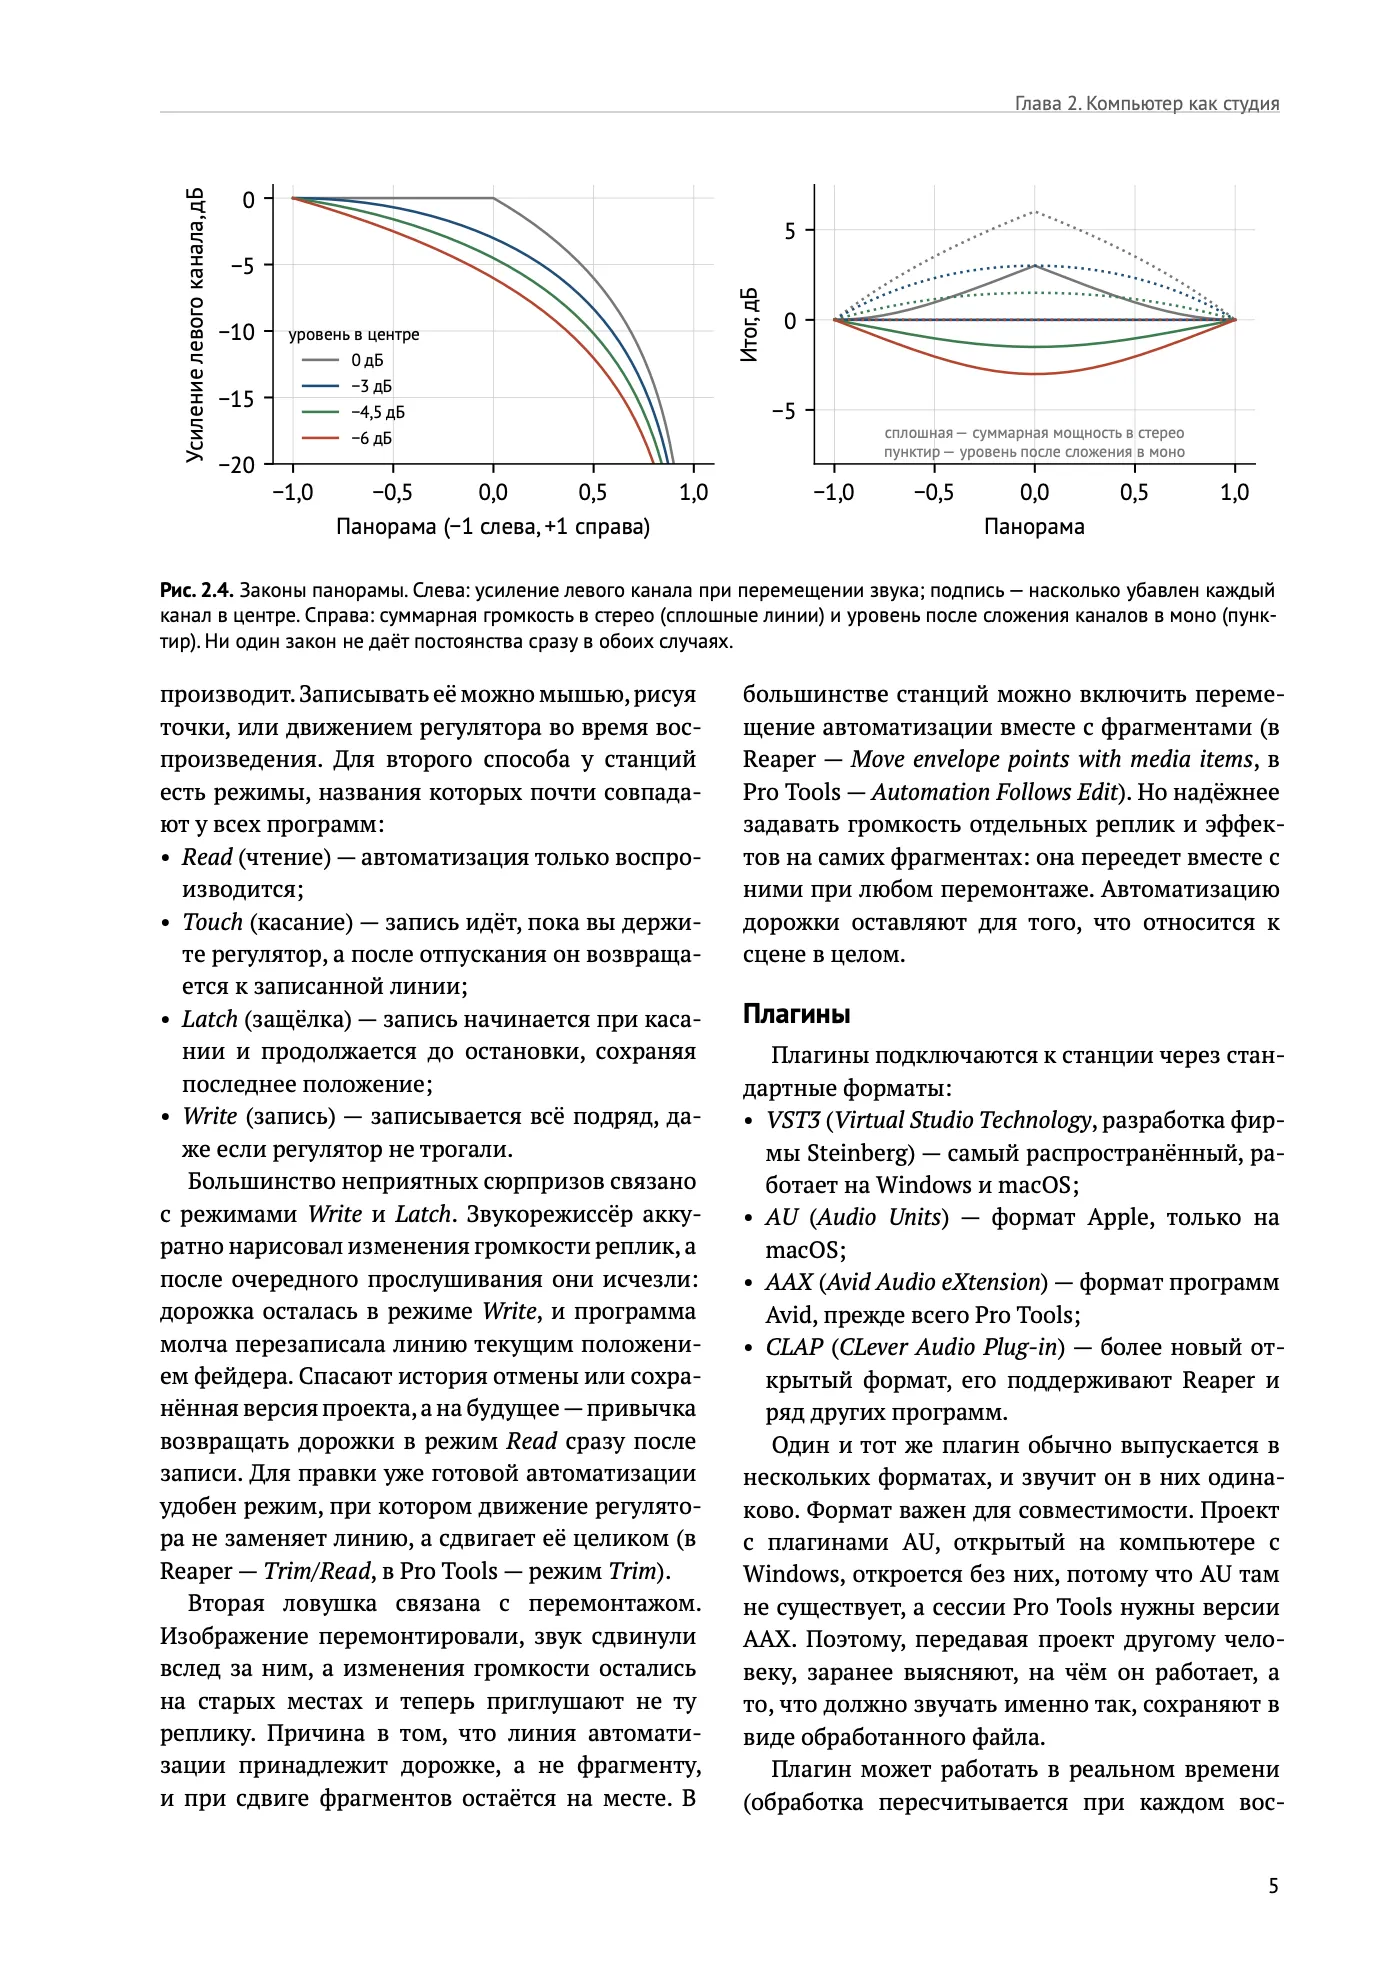 Глава 2. Компьютер как студия
Усиление левого канала, дБ
0
−5
−10
−15
−20
уровень в центре
0 дБ
−3 дБ
−4,5 дБ
−6 дБ
−1,0 −0,5 0,0 0,5 1,0
Панорама (−1 слева, +1 справа)
Итог, дБ
5
0
−5
сплошная — суммарная мощность в стерео
пунктир — уровень после сложения в моно
−1,0 −0,5 0,0 0,5 1,0
Панорама
Рис. 2.4. Законы панорамы. Слева: усиление левого канала при перемещении звука; подпись — насколько убавлен каждый
канал в центре. Справа: суммарная громкость в стерео (сплошные линии) и уровень после сложения каналов в моно (пунк-
тир). Ни один закон не даёт постоянства сразу в обоих случаях.
производит. Записывать её можно мышью, рисуя
точки, или движением регулятора во время вос-
произведения. Для второго способа у станций
есть режимы, названия которых почти совпада-
ют у всех программ:
• Read (чтение) — автоматизация только воспро-
изводится;
• Touch (касание) — запись идёт, пока вы держи-
те регулятор, а после отпускания он возвраща-
ется к записанной линии;
• Latch (защёлка) — запись начинается при каса-
нии и продолжается до остановки, сохраняя
последнее положение;
• Write (запись) — записывается всё подряд, да-
же если регулятор не трогали.
Большинство неприятных сюрпризов связано
с режимами Write и Latch. Звукорежиссёр акку-
ратно нарисовал изменения громкости реплик, а
после очередного прослушивания они исчезли:
дорожка осталась в режиме Write, и программа
молча перезаписала линию текущим положени-
ем фейдера. Спасают история отмены или сохра-
нённая версия проекта, а на будущее — привычка
возвращать дорожки в режим Read сразу после
записи. Для правки уже готовой автоматизации
удобен режим, при котором движение регулято-
ра не заменяет линию, а сдвигает её целиком (в
Reaper — Trim/Read, в Pro Tools — режим Trim).
Вторая ловушка связана с перемонтажом.
Изображение перемонтировали, звук сдвинули
вслед за ним, а изменения громкости остались
на старых местах и теперь приглушают не ту
реплику. Причина в том, что линия автомати-
зации принадлежит дорожке, а не фрагменту,
и при сдвиге фрагментов остаётся на месте. В
большинстве станций можно включить переме-
щение автоматизации вместе с фрагментами (в
Reaper — Move envelope points with media items, в
Pro Tools — Automation Follows Edit). Но надёжнее
задавать громкость отдельных реплик и эффек-
тов на самих фрагментах: она переедет вместе с
ними при любом перемонтаже. Автоматизацию
дорожки оставляют для того, что относится к
сцене в целом.
Плагины
Плагины подключаются к станции через стан-
дартные форматы:
• VST3 (Virtual Studio Technology, разработка фир-
мы Steinberg) — самый распространённый, ра-
ботает на Windows и macOS;
• AU (Audio Units) — формат Apple, только на
macOS;
• AAX (Avid Audio eXtension) — формат программ
Avid, прежде всего Pro Tools;
• CLAP (CLever Audio Plug-in) — более новый от-
крытый формат, его поддерживают Reaper и
ряд других программ.
Один и тот же плагин обычно выпускается в
нескольких форматах, и звучит он в них одина-
ково. Формат важен для совместимости. Проект
с плагинами AU, открытый на компьютере с
Windows, откроется без них, потому что AU там
не существует, а сессии Pro Tools нужны версии
AAX. Поэтому, передавая проект другому чело-
веку, заранее выясняют, на чём он работает, а
то, что должно звучать именно так, сохраняют в
виде обработанного файла.
Плагин может работать в реальном времени
(обработка пересчитывается при каждом вос-
5